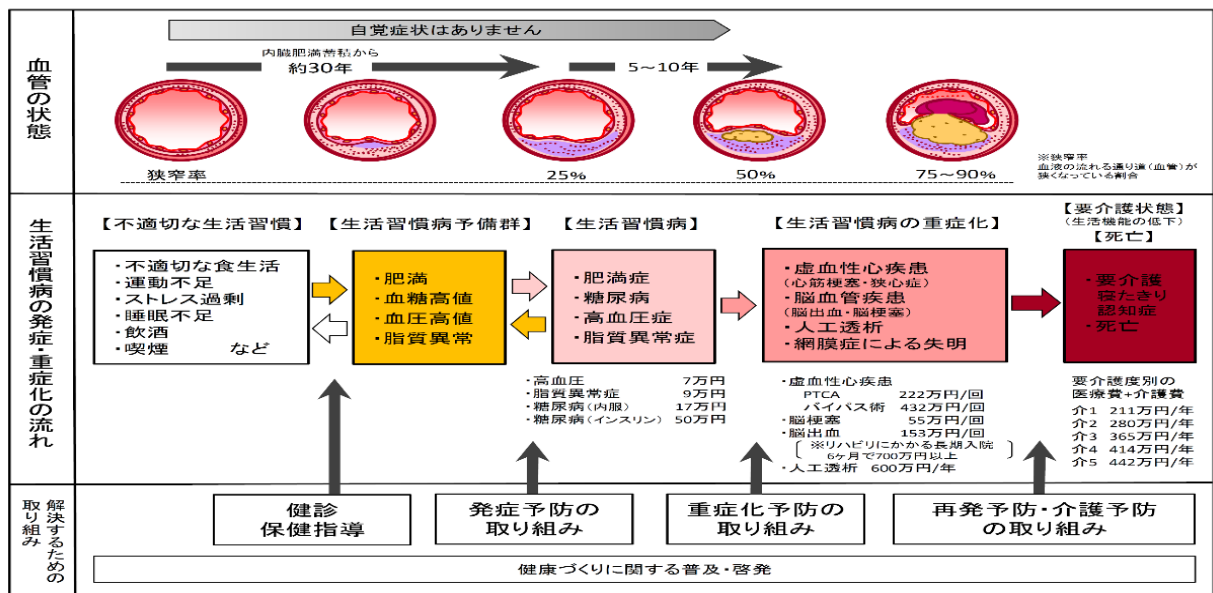 血管の状態
自覚症状はありません
内臓肥満蓄積から
約30年
5～10年
狭窄率
25%
50%
75～90%
※狭窄率
血液の流れる通り道(血管)が
狭くなっている割合
生活習慣病の発症・重症化の流れ
【不適切な生活習慣】
・不適切な食生活
・運動不足
・ストレス過剰
・睡眠不足
・飲酒
・喫煙 など
【生活習慣病予備群】
・肥満
・血糖高値
・血圧高値
・脂質異常
【生活習慣病】
・肥満症
・糖尿病
・高血圧症
・脂質異常症
・高血圧 7万円
・脂質異常症 9万円
・糖尿病(内服) 17万円
・糖尿病(インスリン) 50万円
【生活習慣病の重症化】
・虚血性心疾患
(心筋梗塞・狭心症)
・脳血管疾患
(脳出血・脳梗塞)
・人工透析
・網膜症による失明
・虚血性心疾患
PTCA 222万円/回
バイパス術 432万円/回
・脳梗塞 55万円/回
・脳出血 153万円/回
※リハビリにかかる長期入院
6ヶ月で700万円以上
・人工透析 600万円/年
【要介護状態】
(生活機能の低下)
【死亡】
・要介護
寝たきり
認知症
・死亡
要介護度別の
医療費+介護費
介1 211万円/年
介2 280万円/年
介3 365万円/年
介4 414万円/年
介5 442万円/年
解決するための
取り組み
健診
保健指導
発症予防の
取り組み
重症化予防の
取り組み
再発予防・介護予防
の取り組み
健康づくりに関する普及・啓発